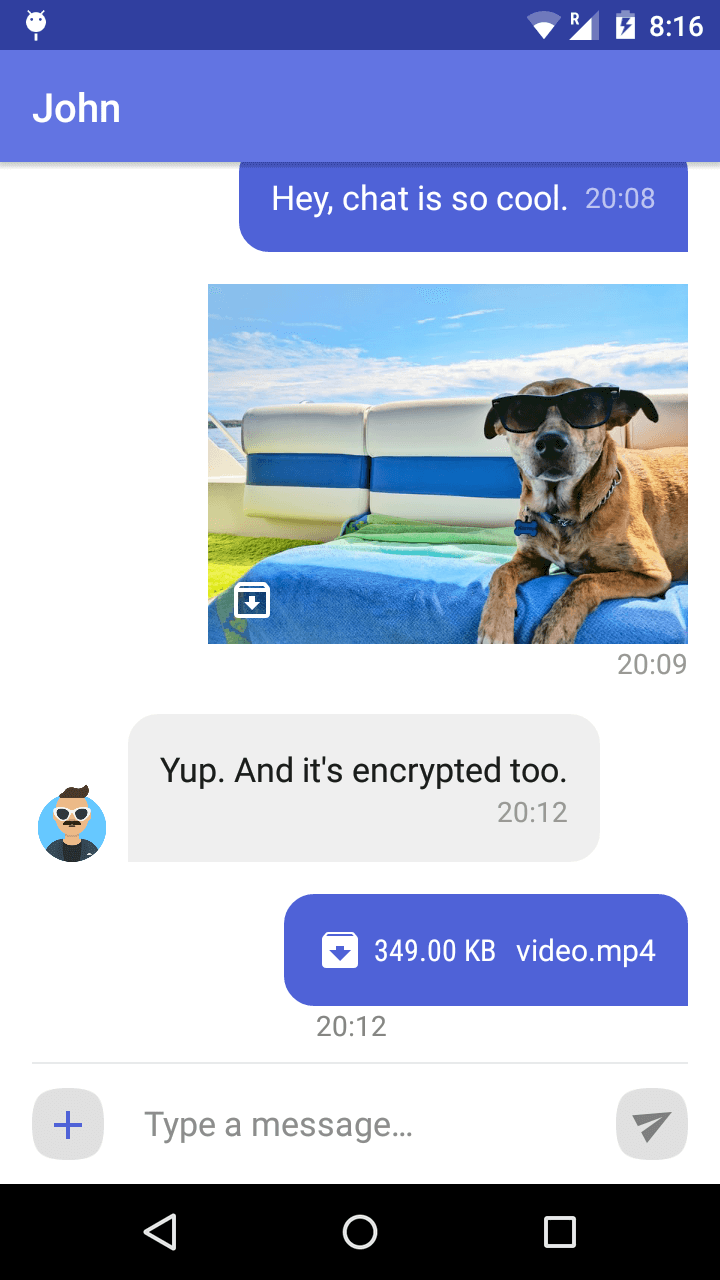 R 8:16
John
Hey, chat is so cool. 20:08
20:09
Yup. And it's encrypted too.
20:12
349.00 KB video.mp4
20:12
Type a message…